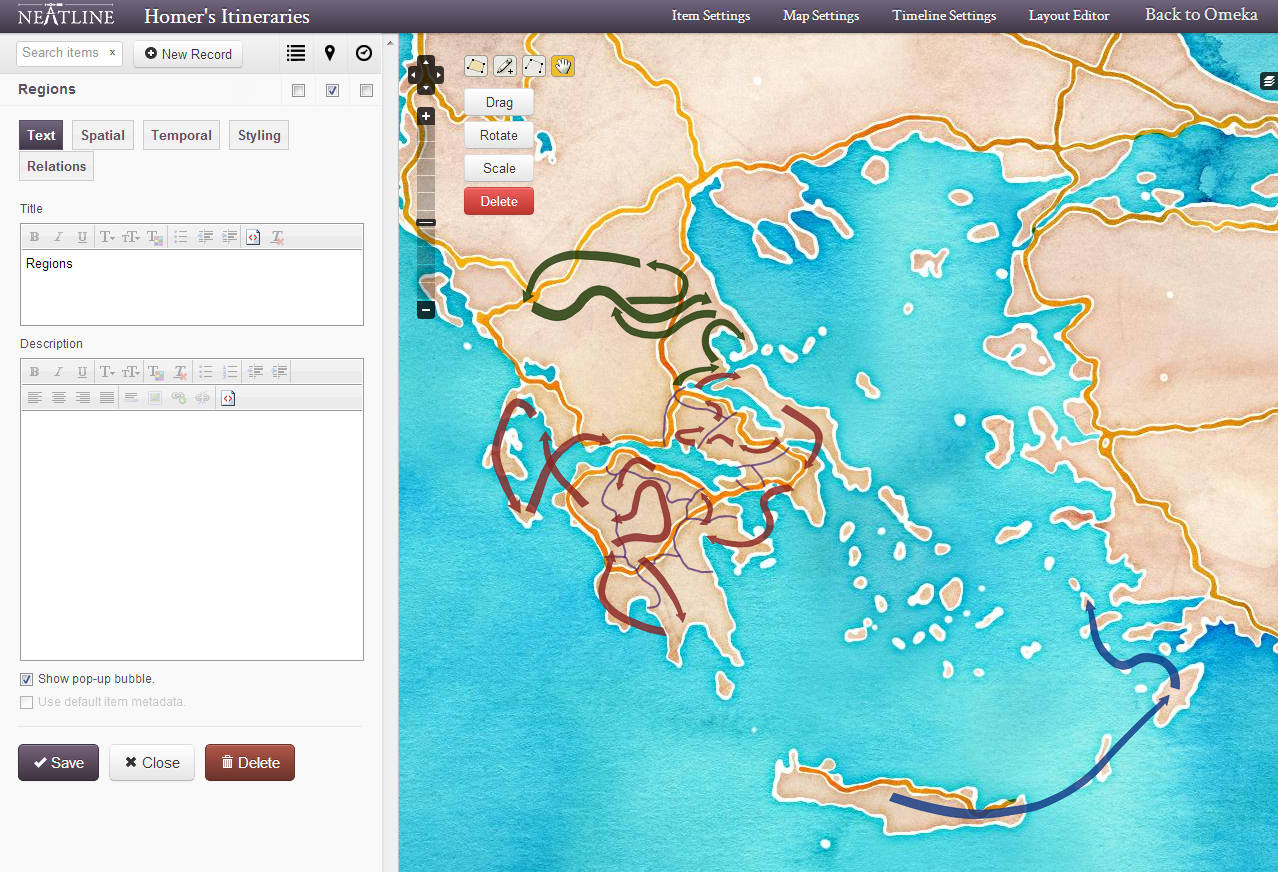 NEATLINE Homer's Itineraries Item Settings Map Settings Timeline Settings Layout Editor Back to Omeka
Search items x New Record
Regions
Text Spatial Temporal Styling
Relations
Title
B I U T TT T T
Regions
Description
B I U T TT T T
Show pop-up bubble.
Use default item metadata.
Save Close Delete
Drag
Rotate
Scale
Delete